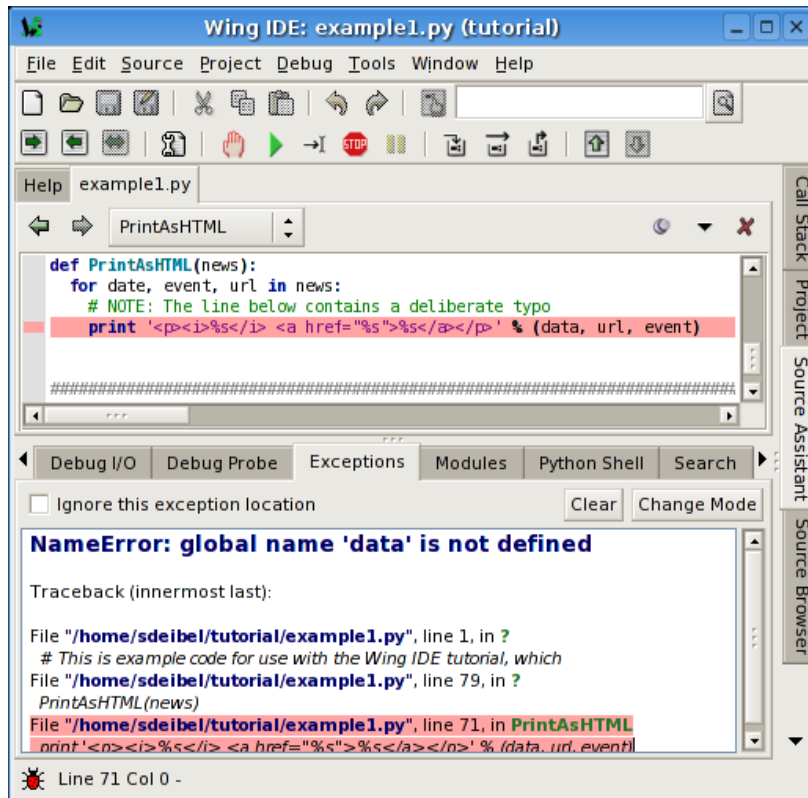 Wing IDE: example1.py (tutorial)
File Edit Source Project Debug Tools Window Help
STOP
Help example1.py
PrintAsHTML
def PrintAsHTML(news):
  for date, event, url in news:
    # NOTE: The line below contains a deliberate typo
    print '<p><i>%s</i> <a href="%s">%s</a></p>' % (data, url, event)
##########################################################################
Debug I/O Debug Probe Exceptions Modules Python Shell Search
Ignore this exception location Clear Change Mode
NameError: global name 'data' is not defined
Traceback (innermost last):
File "/home/sdeibel/tutorial/example1.py", line 1, in ?
# This is example code for use with the Wing IDE tutorial, which
File "/home/sdeibel/tutorial/example1.py", line 79, in ?
PrintAsHTML(news)
File "/home/sdeibel/tutorial/example1.py", line 71, in PrintAsHTML
print '<p><i>%s</i> <a href="%s">%s</a></p>' % (data, url, event)
Line 71 Col 0 -
Call Stack
Project
Source Assistant
Source Browser